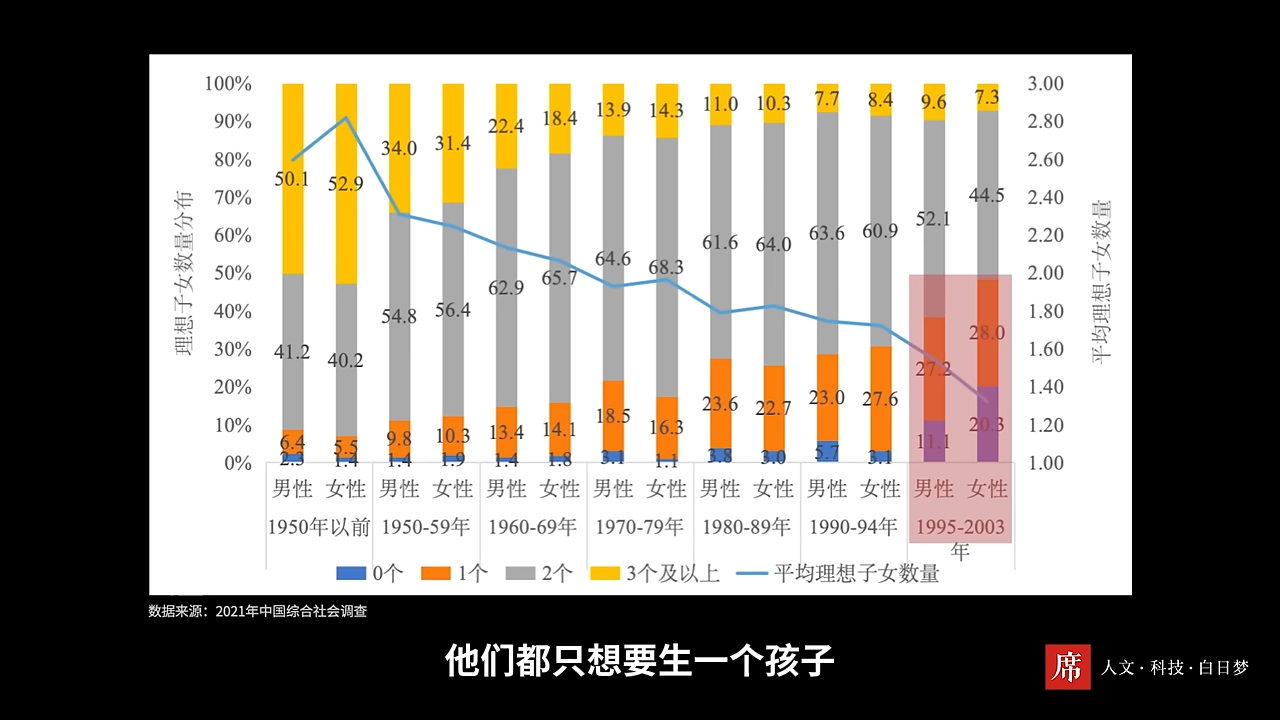 100% 3.00
90% 2.80
80% 2.60
70% 2.40
60% 2.20
50% 2.00
40% 1.80
30% 1.60
20% 1.40
10% 1.20
0% 1.00
理想子女数量分布
平均理想子女数量
50.1 52.9 34.0 31.4 22.4 18.4 13.9 14.3 11.0 10.3 7.7 8.4 9.6 7.3
41.2 40.2 54.8 56.4 62.9 65.7 64.6 68.3 61.6 64.0 63.6 60.9 52.1 44.5
6.4 5.5 9.8 10.3 13.4 14.1 18.5 16.3 23.6 22.7 23.0 27.6 27.2 28.0
2.3 1.4 1.4 1.9 1.4 1.8 3.1 1.1 3.8 3.0 5.7 3.1 11.1 20.3
男性 女性 男性 女性 男性 女性 男性 女性 男性 女性 男性 女性 男性 女性
1950年以前 1950-59年 1960-69年 1970-79年 1980-89年 1990-94年 1995-2003
年
0个 1个 2个 3个及以上 平均理想子女数量
数据来源：2021年中国综合社会调查
他们都只想要生一个孩子
席 人文·科技·白日梦